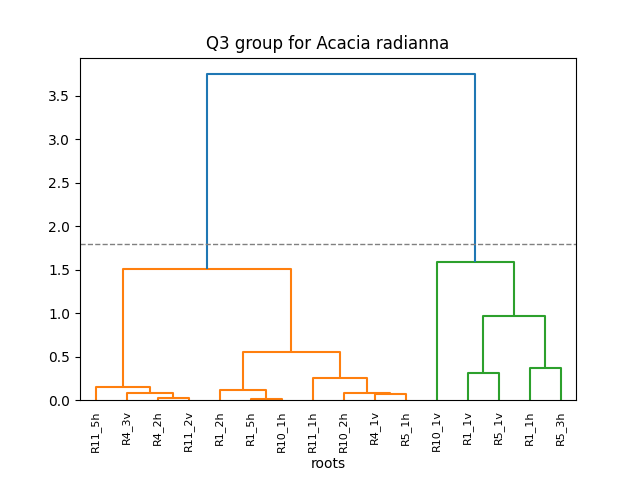 Q3 group for Acacia radianna
3.5
3.0
2.5
2.0
1.5
1.0
0.5
0.0
R11_5h
R4_3v
R4_2h
R11_2v
R1_2h
R1_5h
R10_1h
R11_1h
R10_2h
R4_1v
R5_1h
R10_1v
R1_1v
R5_1v
R1_1h
R5_3h
roots